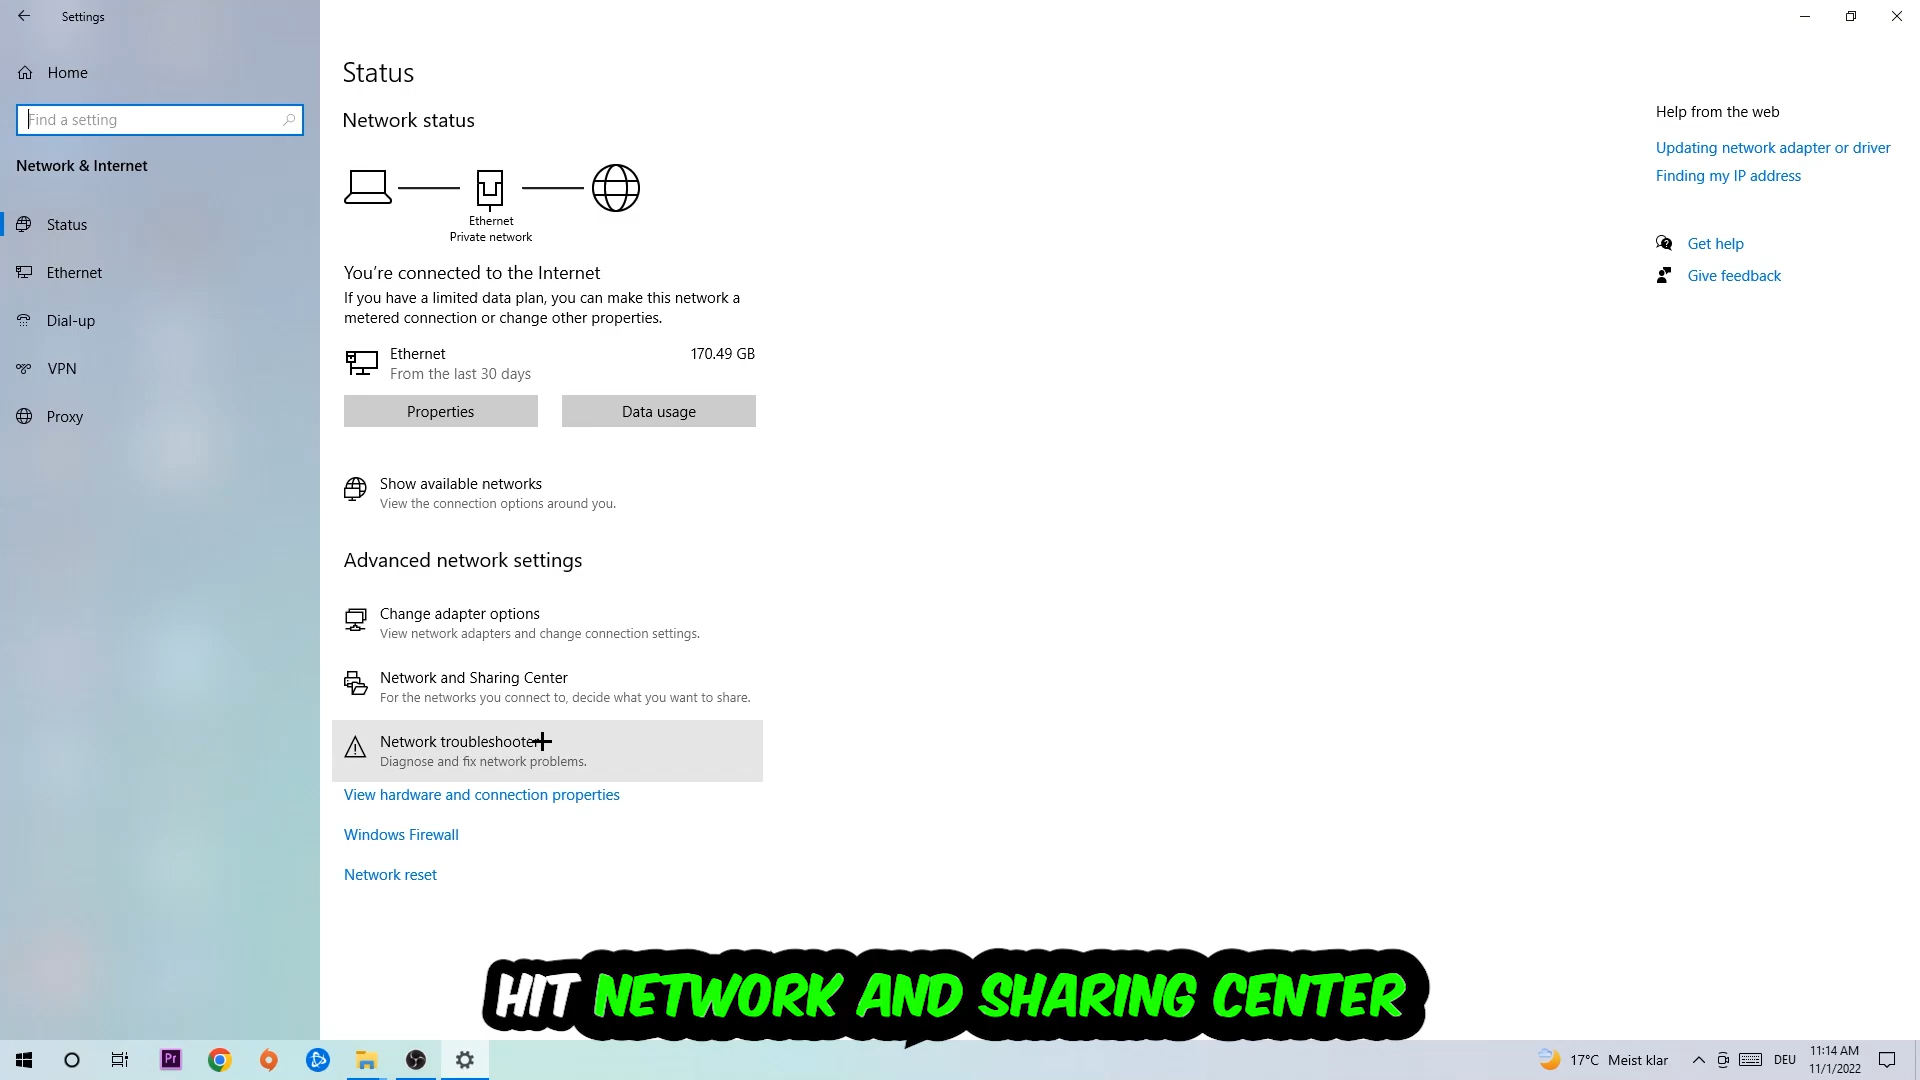 Settings
Home
Find a setting
Network & Internet
Status
Ethernet
Dial-up
VPN
Proxy
Status
Network status
Ethernet
Private network
You're connected to the Internet
If you have a limited data plan, you can make this network a
metered connection or change other properties.
Ethernet 170.49 GB
From the last 30 days
Properties Data usage
Show available networks
View the connection options around you.
Advanced network settings
Change adapter options
View network adapters and change connection settings.
Network and Sharing Center
For the networks you connect to, decide what you want to share.
Network troubleshooter
Diagnose and fix network problems.
View hardware and connection properties
Windows Firewall
Network reset
Help from the web
Updating network adapter or driver
Finding my IP address
Get help
Give feedback
HIT NETWORK AND SHARING CENTER
Pr
17°C Meist klar
DEU
11:14 AM
11/1/2022